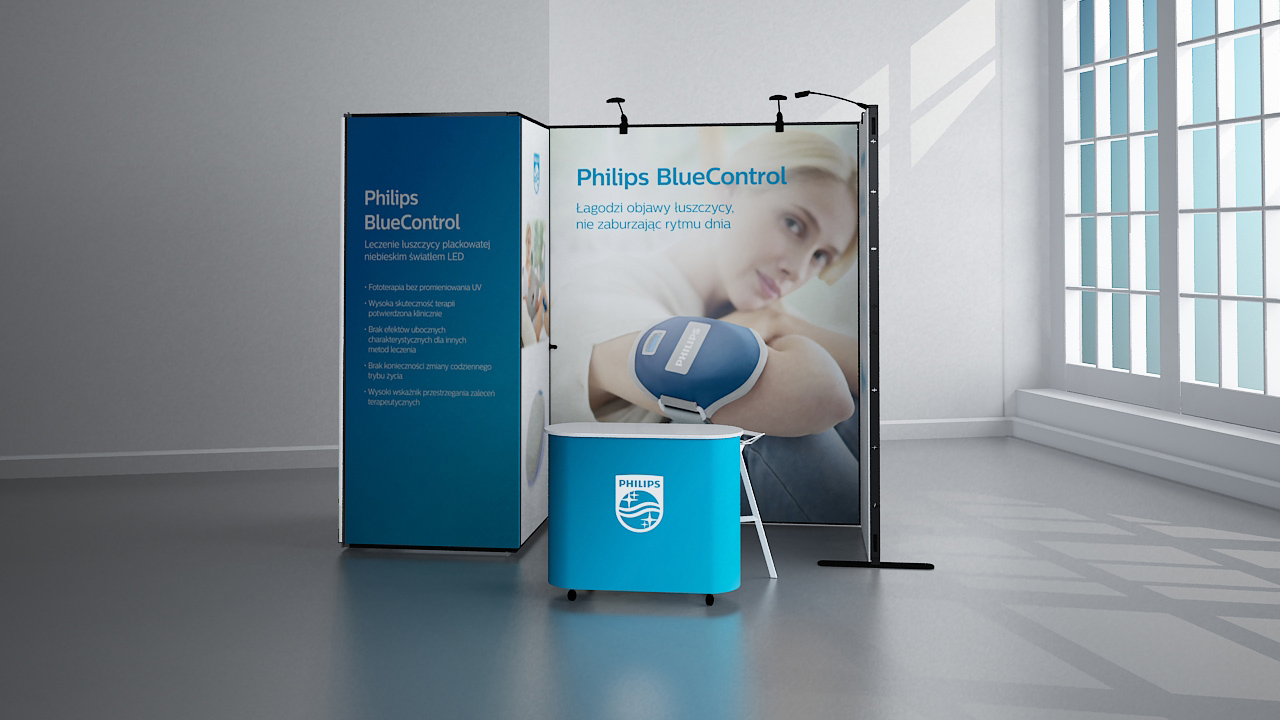 Philips
BlueControl
Leczenie łuszczycy plackowatej
niebieskim światłem LED
• Fototerapia bez promieniowania UV
• Wysoka skuteczność terapii
potwierdzona klinicznie
• Brak efektów ubocznych
charakterystycznych dla innych
metod leczenia
• Brak konieczności zmiany codziennego
trybu życia
• Wysoki wskaźnik przestrzegania zaleceń
terapeutycznych
Philips BlueControl
Łagodzi objawy łuszczycy,
nie zaburzając rytmu dnia
PHILIPS
PHILIPS